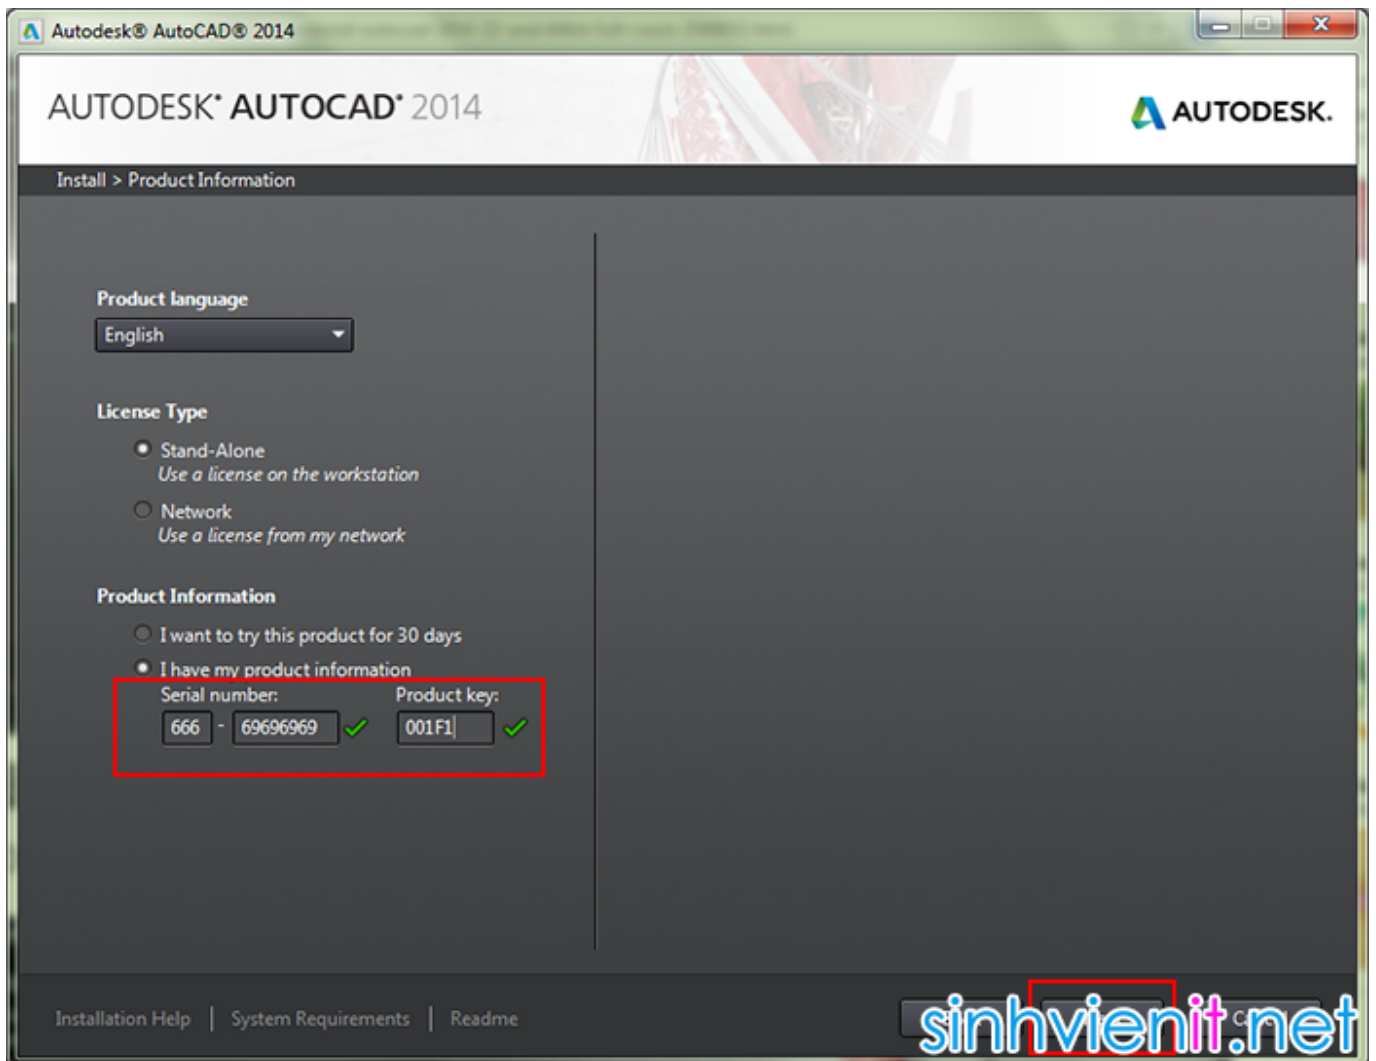 Autodesk® AutoCAD® 2014
AUTODESK® AUTOCAD® 2014
AUTODESK.
Install > Product Information
Product language
English
License Type
Stand-Alone
Use a license on the workstation
Network
Use a license from my network
Product Information
I want to try this product for 30 days
I have my product information
Serial number: Product key:
666 - 69696969 001F1
Installation Help | System Requirements | Readme
sinhvienit.net